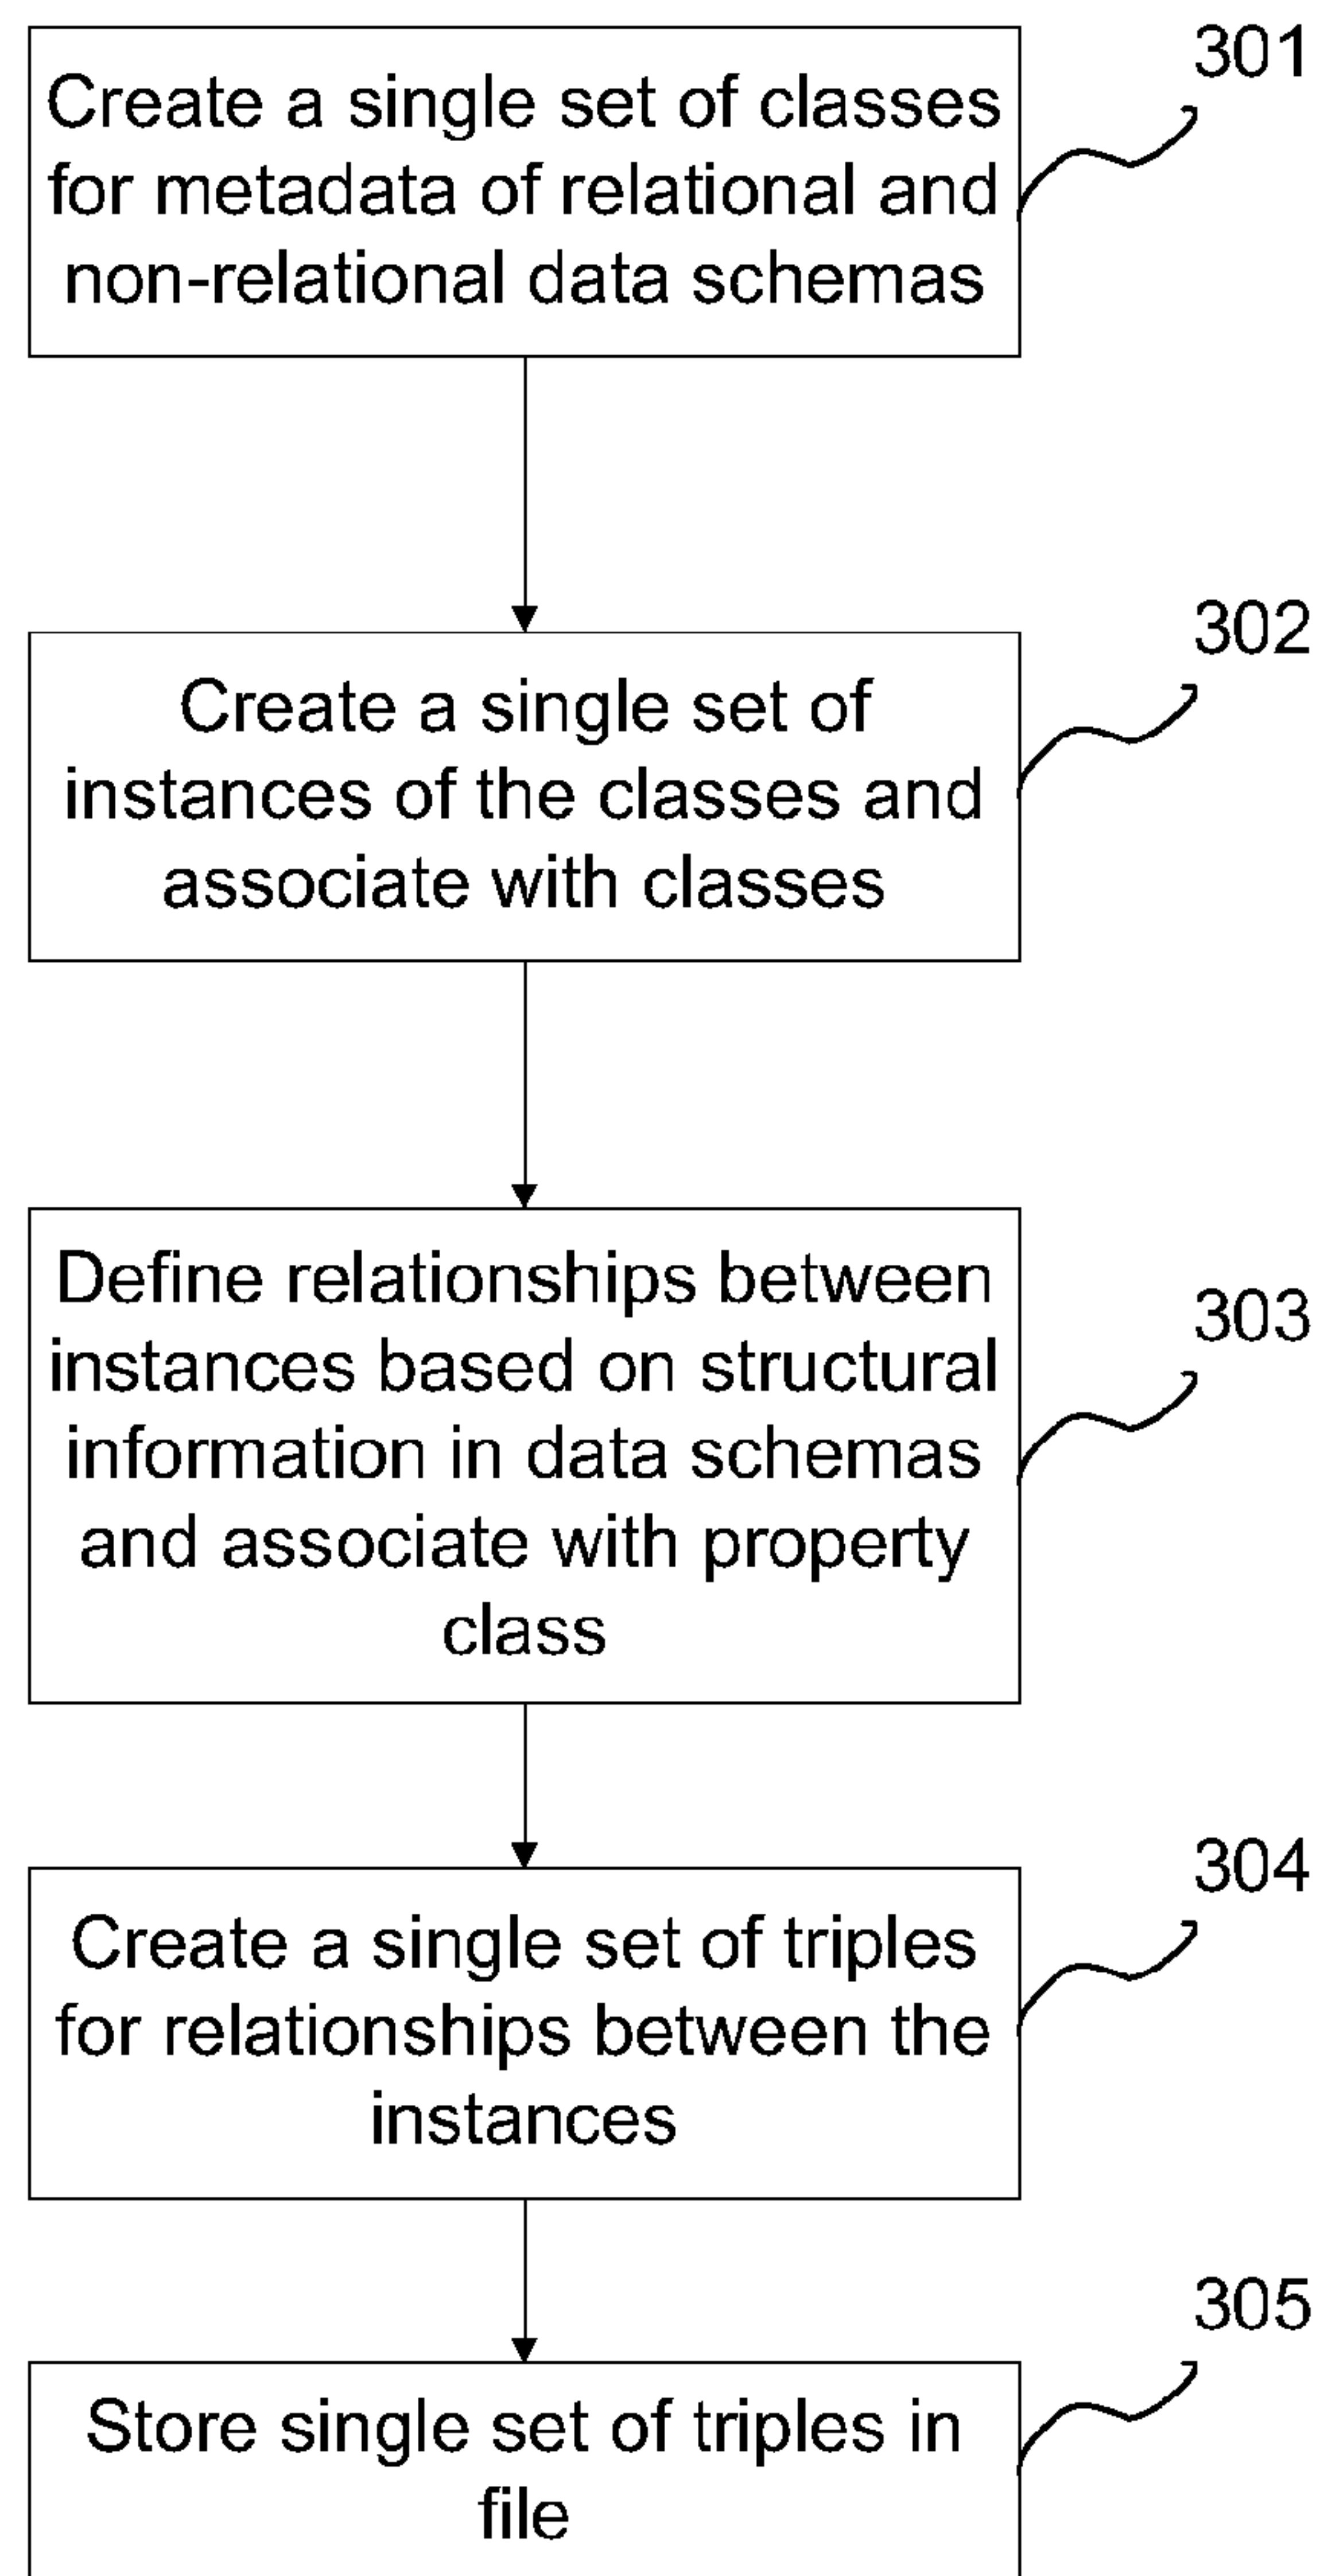 301
Create a single set of classes
for metadata of relational and
non-relational data schemas
302
Create a single set of
instances of the classes and
associate with classes
303
Define relationships between
instances based on structural
information in data schemas
and associate with property
class
304
Create a single set of triples
for relationships between the
instances
305
Store single set of triples in
file